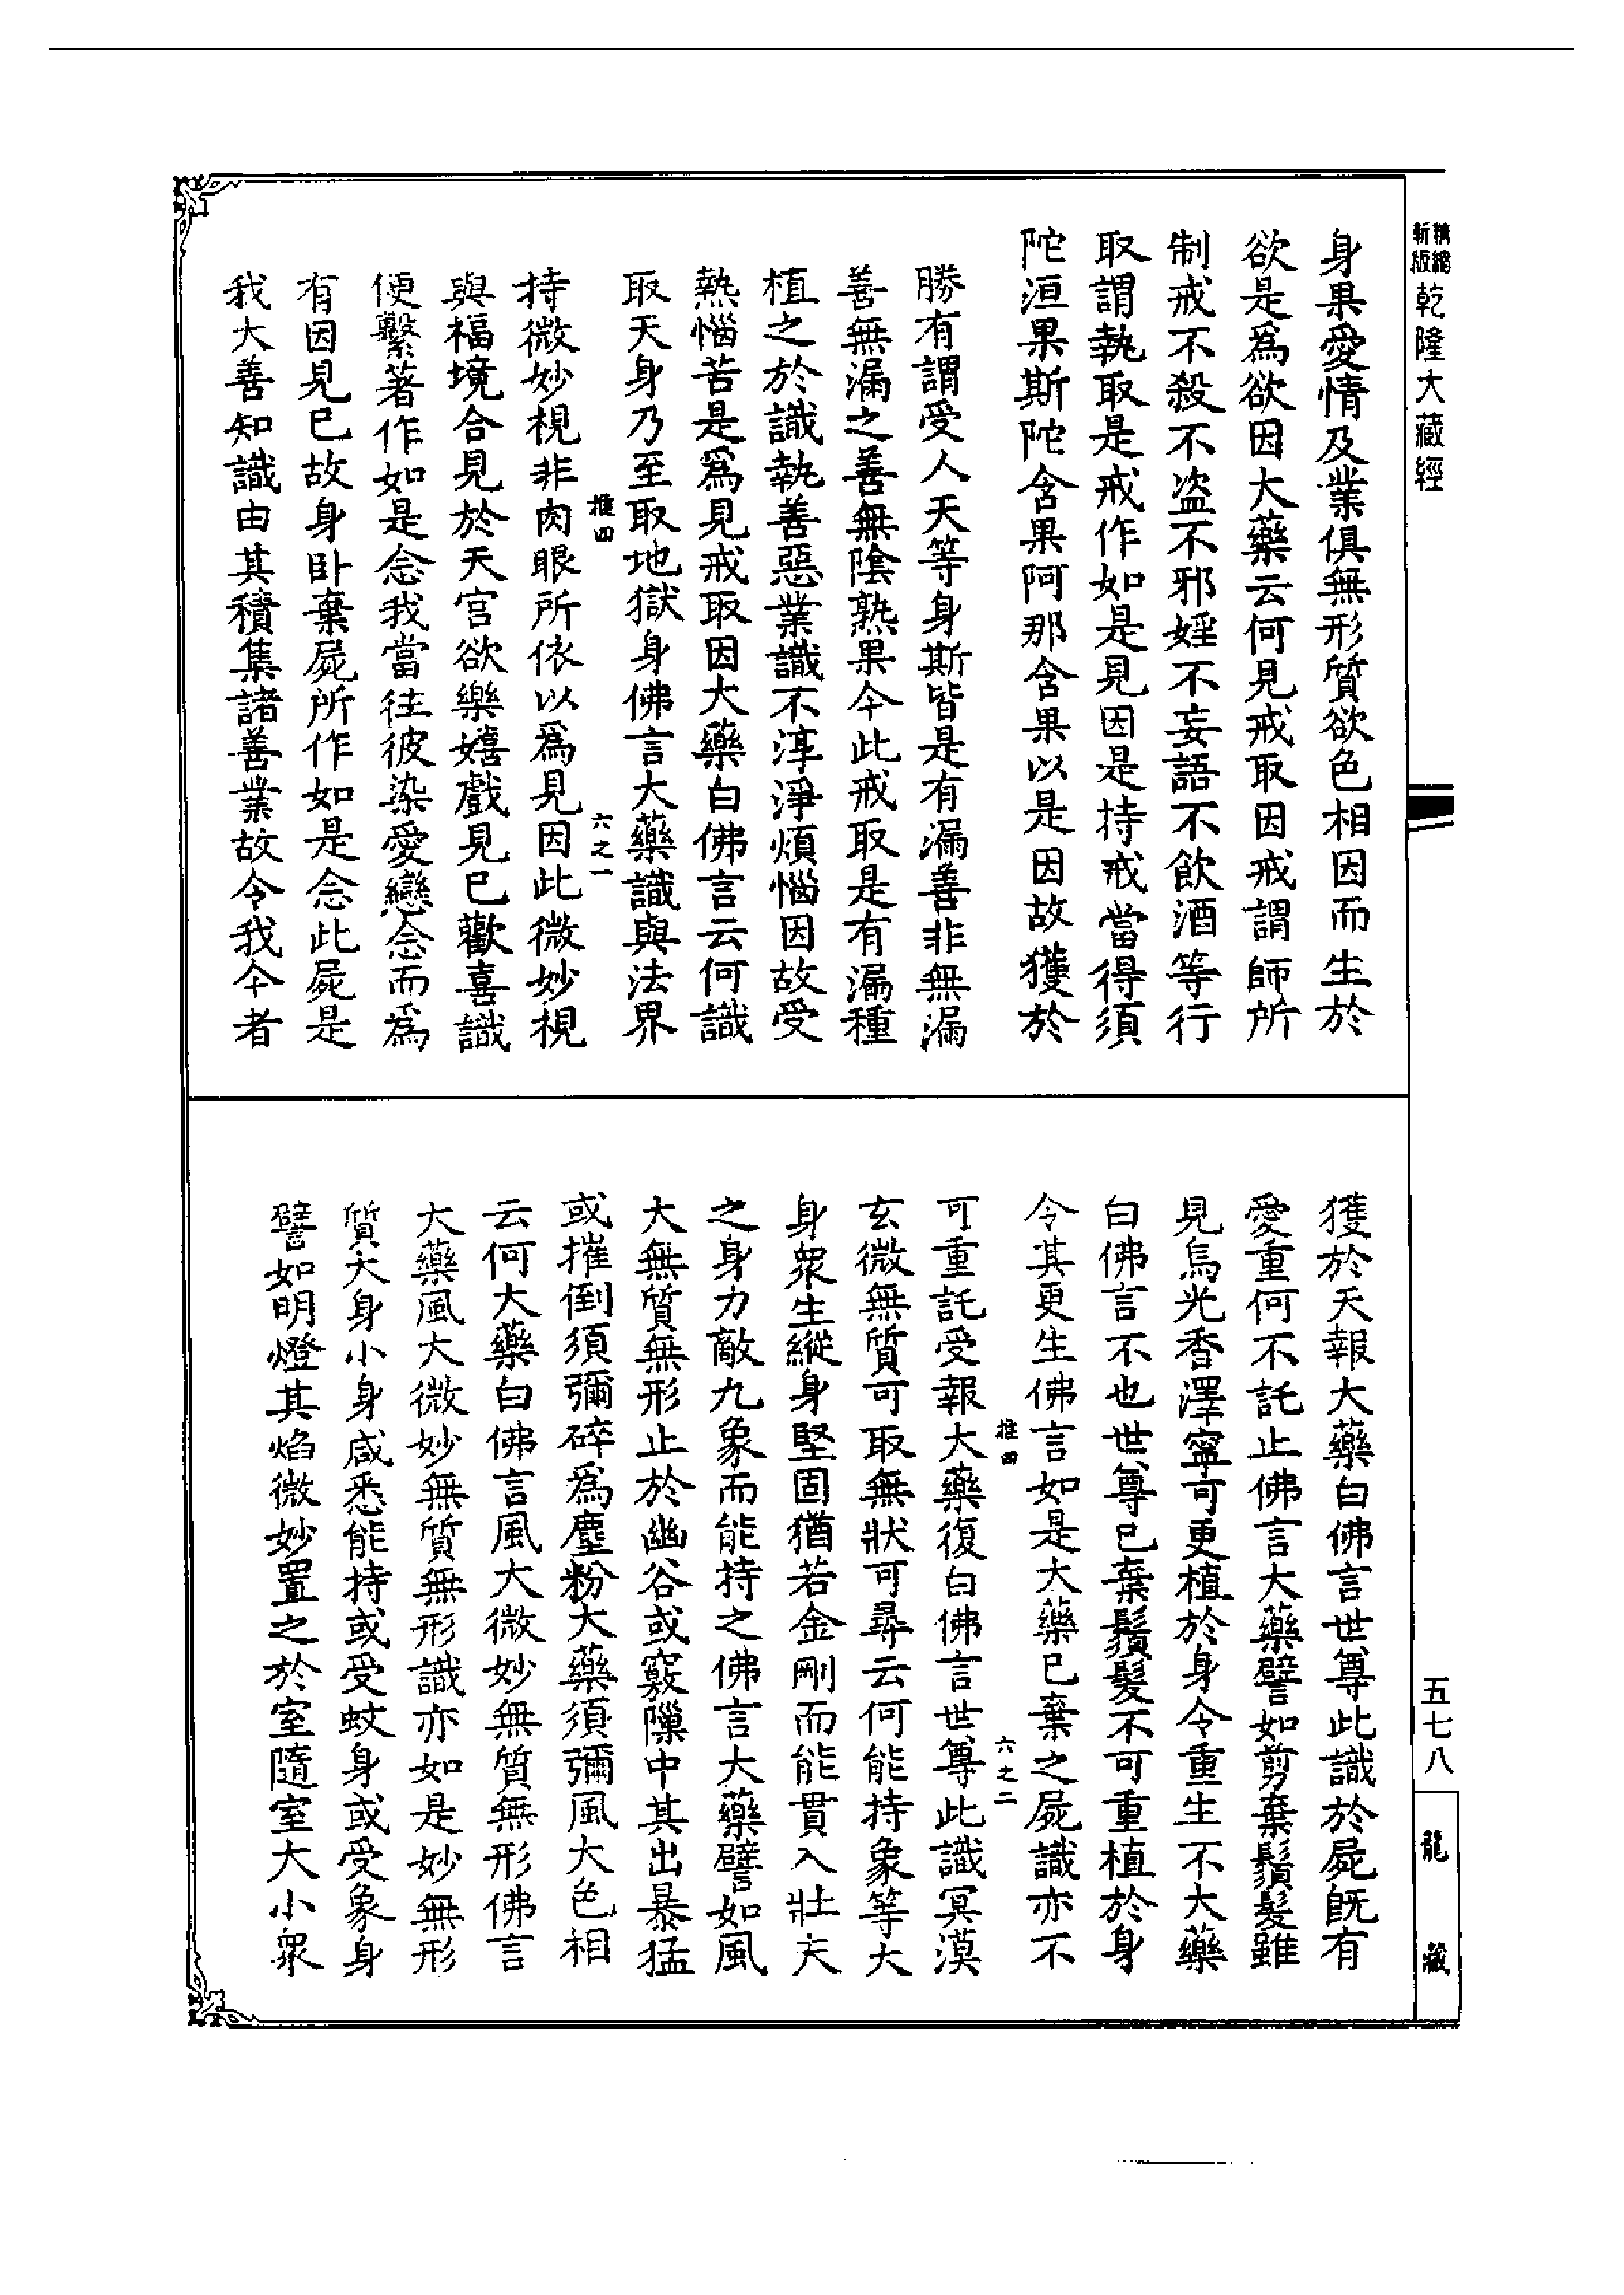 精縮
新版
乾隆大藏經
身果愛情及業俱無形質欲色相因而生於
欲是爲欲因大藥云何見戒取因戒謂師所
制戒不殺不盗不邪婬不妄語不飲酒等行
取謂執取是戒作如是見因是持戒當得須
陀洹果斯陀含果阿那含果以是因故獲於
勝有謂受人天等身斯皆是有漏善非無漏
善無漏之善無陰熟果今此戒取是有漏種
植之於識執善惡業識不淳淨煩惱因故受
熱惱苦是爲見戒取因大藥白佛言云何識
取天身乃至取地獄身佛言大藥識與法界
推四
六之一
持微妙視非肉眼所依以爲見因此微妙視
與福境合見於天宮欲樂嬉戲見已歡喜識
便繫著作如是念我當往彼染愛戀念而爲
有因見已故身卧棄屍所作如是念此屍是
我大善知識由其積集諸善業故令我今者
獲於天報大藥白佛言世尊此識於屍既有
愛重何不託止佛言大藥譬如剪棄鬚髮雖
見烏光香澤寧可更植於身令重生不大藥
白佛言不也世尊已棄鬚髮不可重植於身
令其更生佛言如是大藥已棄之屍識亦不
推四
六之二
可重託受報大藥復白佛言世尊此識冥漠
玄微無質可取無狀可尋云何能持象等大
身衆生縱身堅固猶若金剛而能貫入壯夫
之身力敵九象而能持之佛言大藥譬如風
大無質無形止於幽谷或竅隟中其出暴猛
或摧倒須彌碎爲塵粉大藥須彌風大色相
云何大藥白佛言風大微妙無質無形佛言
大藥風大微妙無質無形識亦如是妙無形
質大身小身咸悉能持或受蚊身或受象身
譬如明燈其焰微妙置之於室隨室大小衆
五七八
龍藏